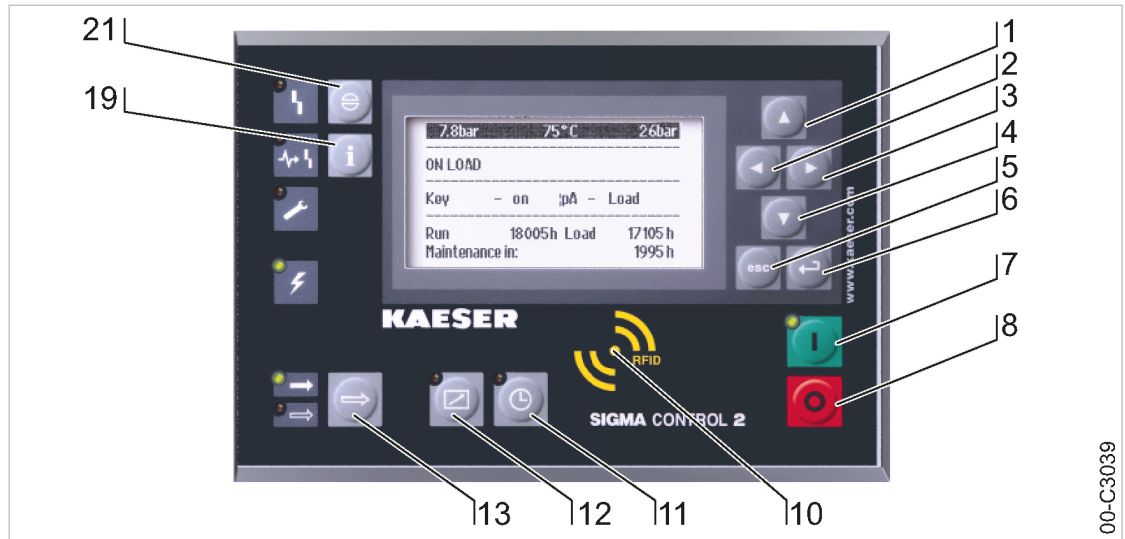 21
19
1
2
3
4
5
6
7
8
7.8bar 75°C 26bar
ON LOAD
Key - on ¦pA - Load
Run 18005h Load 17105h
Maintenance in: 1995h
i
esc
www.kaeser.com
KAESER
RFID
I
SIGMA CONTROL 2
13
12
11
10
00-C3039